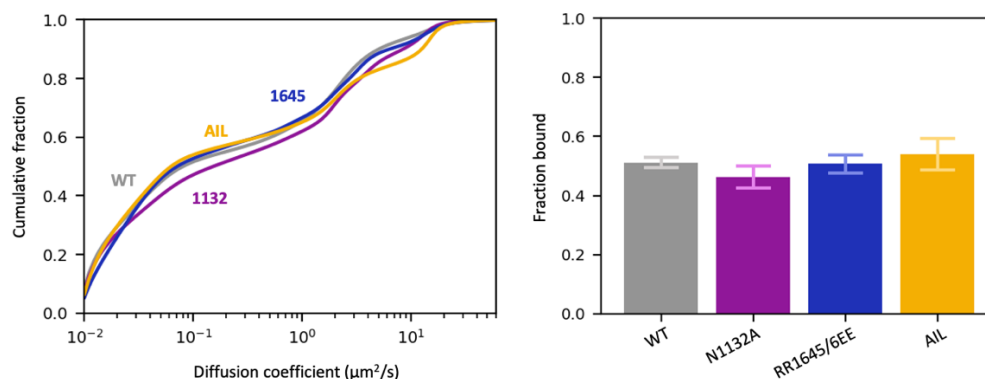 1.0
0.8
0.6
0.4
0.2
0.0
Cumulative fraction
1645
AIL
WT
1132
10⁻²
10⁻¹
10⁰
10¹
Diffusion coefficient (μm²/s)
1.0
0.8
0.6
0.4
0.2
0.0
Fraction bound
WT
N1132A
RR1645/6EE
AIL